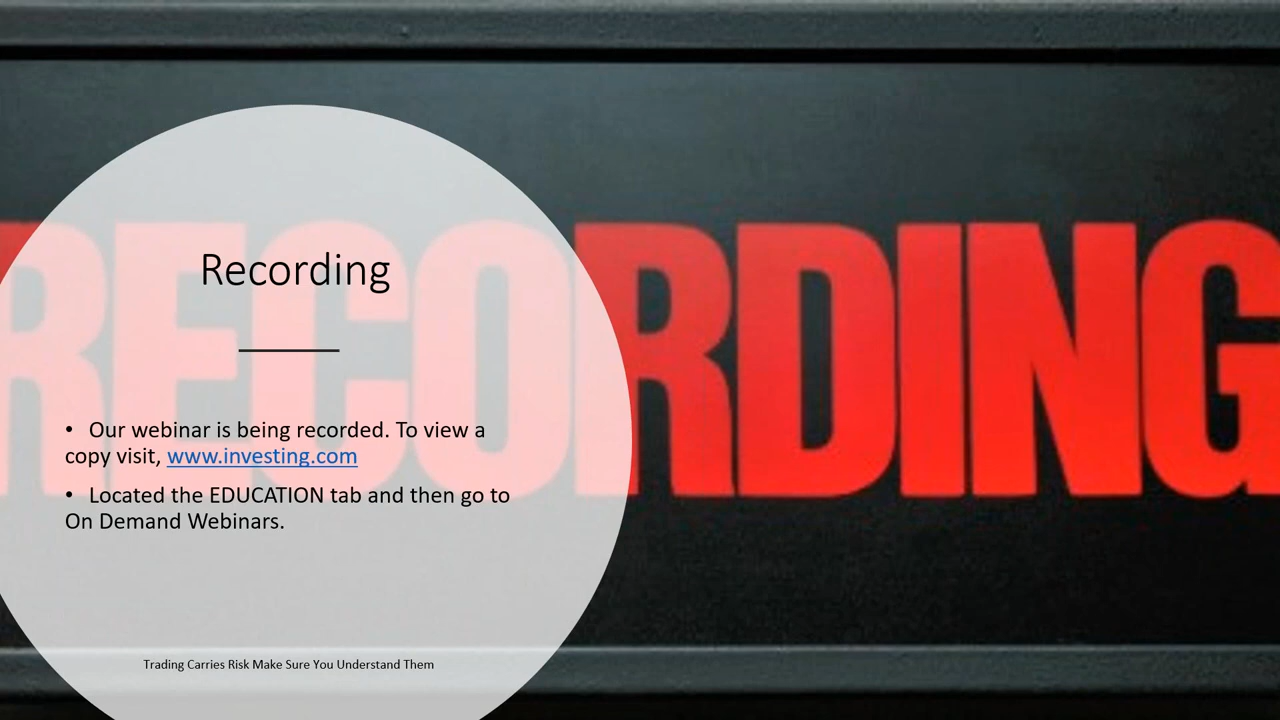 RECORDING
Recording
• Our webinar is being recorded. To view a
copy visit, www.investing.com
• Located the EDUCATION tab and then go to
On Demand Webinars.
Trading Carries Risk Make Sure You Understand Them